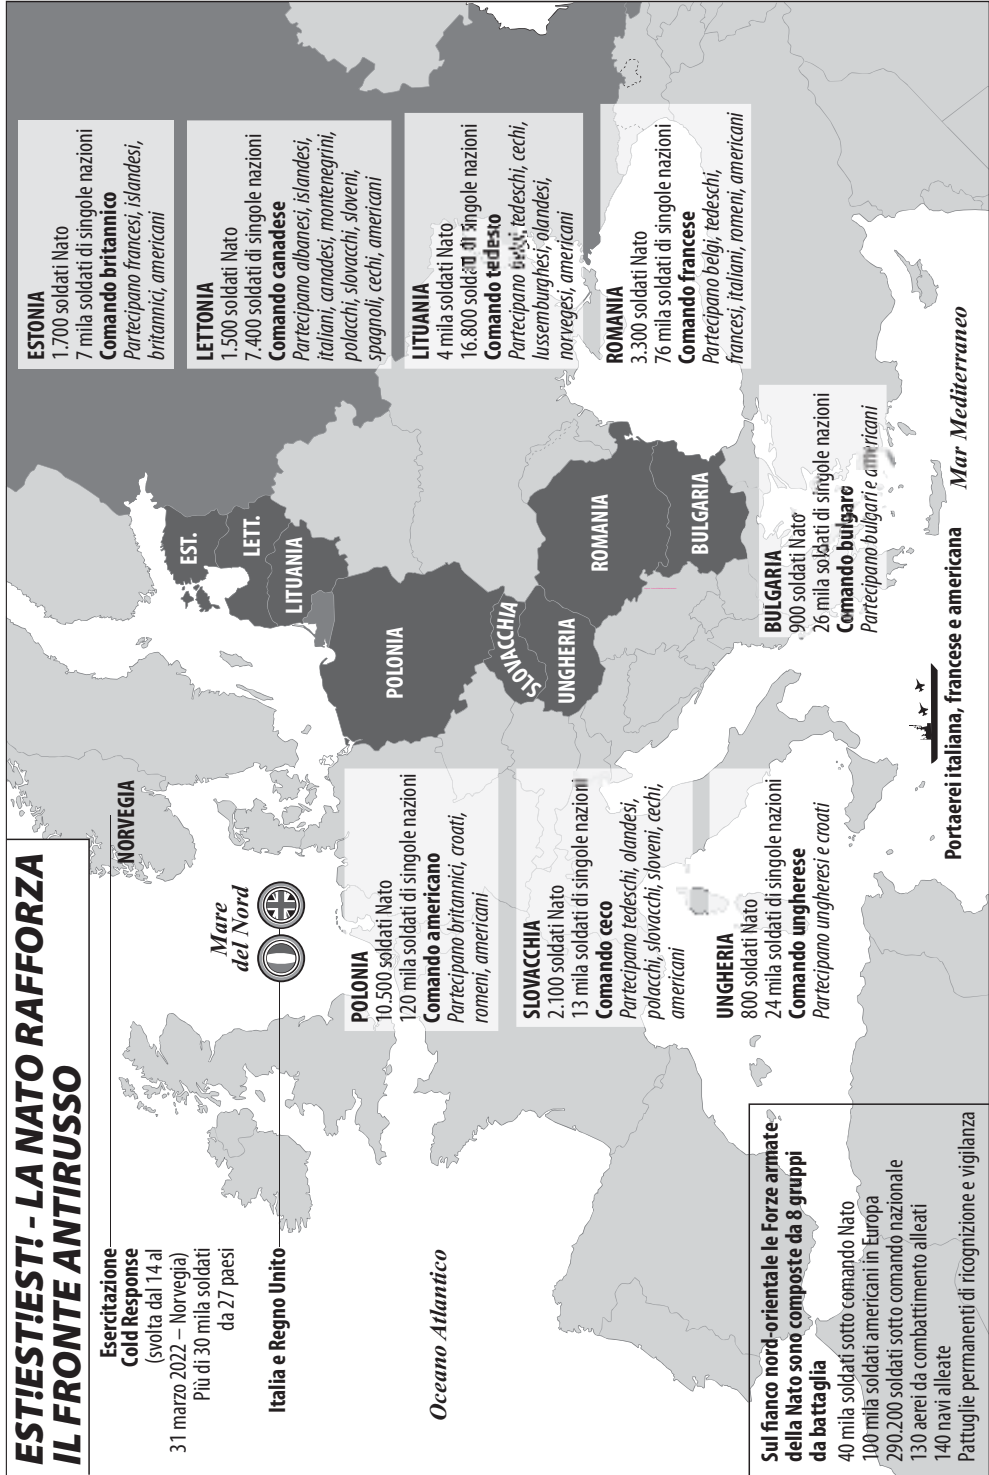 EST!EST!EST! - LA NATO RAFFORZA
IL FRONTE ANTIRUSSO
Esercitazione
Cold Response
(svolta dal 14 al
31 marzo 2022 – Norvegia)
Più di 30 mila soldati
da 27 paesi
NORVEGIA
Italia e Regno Unito
Mare
del Nord
Oceano Atlantico
ESTONIA
1.700 soldati Nato
7 mila soldati di singole nazioni
Comando britannico
Partecipano francesi, islandesi,
britannici, americani
LETTONIA
1.500 soldati Nato
7.400 soldati di singole nazioni
Comando canadese
Partecipano albanesi, islandesi,
italiani, canadesi, montenegrini,
polacchi, slovacchi, sloveni,
spagnoli, cechi, americani
LITUANIA
4 mila soldati Nato
16.800 soldati di singole nazioni
Comando tedesco
Partecipano belgi, tedeschi, cechi,
lussemburghesi, olandesi,
norvegesi, americani
ROMANIA
3.300 soldati Nato
76 mila soldati di singole nazioni
Comando francese
Partecipano belgi, tedeschi,
francesi, italiani, romeni, americani
BULGARIA
900 soldati Nato
26 mila soldati di singole nazioni
Comando bulgaro
Partecipano bulgari e americani
EST.
LETT.
LITUANIA
POLONIA
SLOVACCHIA
UNGHERIA
ROMANIA
BULGARIA
POLONIA
10.500 soldati Nato
120 mila soldati di singole nazioni
Comando americano
Partecipano britannici, croati,
romeni, americani
SLOVACCHIA
2.100 soldati Nato
13 mila soldati di singole nazioni
Comando ceco
Partecipano tedeschi, olandesi,
polacchi, slovacchi, sloveni, cechi,
americani
UNGHERIA
800 soldati Nato
24 mila soldati di singole nazioni
Comando ungherese
Partecipano ungheresi e croati
Portaerei italiana, francese e americana
Mar Mediterraneo
Sul fianco nord-orientale le Forze armate
della Nato sono composte da 8 gruppi
da battaglia
40 mila soldati sotto comando Nato
100 mila soldati americani in Europa
290.200 soldati sotto comando nazionale
130 aerei da combattimento alleati
140 navi alleate
Pattuglie permanenti di ricognizione e vigilanza